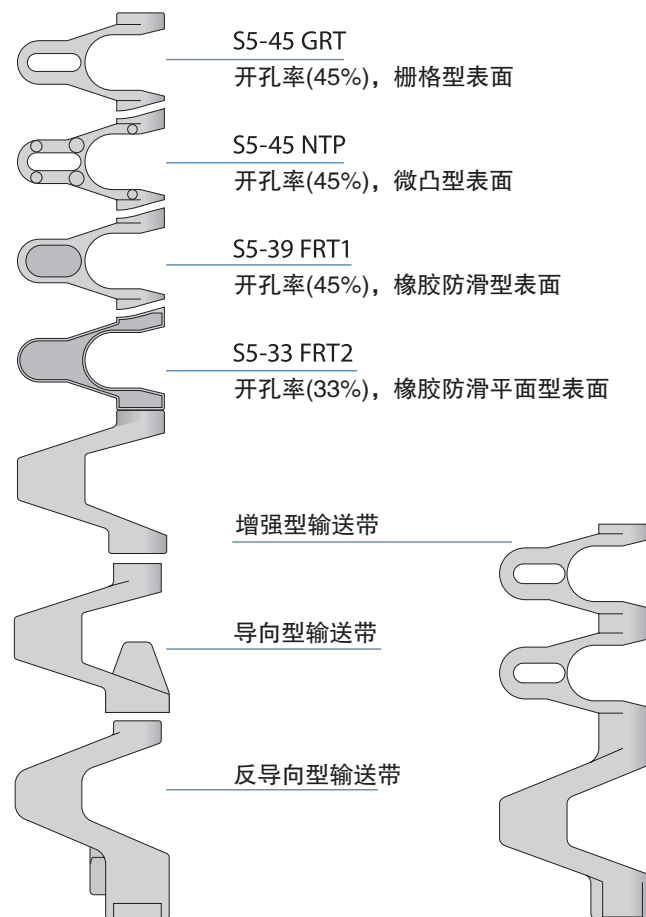 S5-45 GRT
开孔率(45%)，栅格型表面
S5-45 NTP
开孔率(45%)，微凸型表面
S5-39 FRT1
开孔率(45%)，橡胶防滑型表面
S5-33 FRT2
开孔率(33%)，橡胶防滑平面型表面
增强型输送带
导向型输送带
反导向型输送带